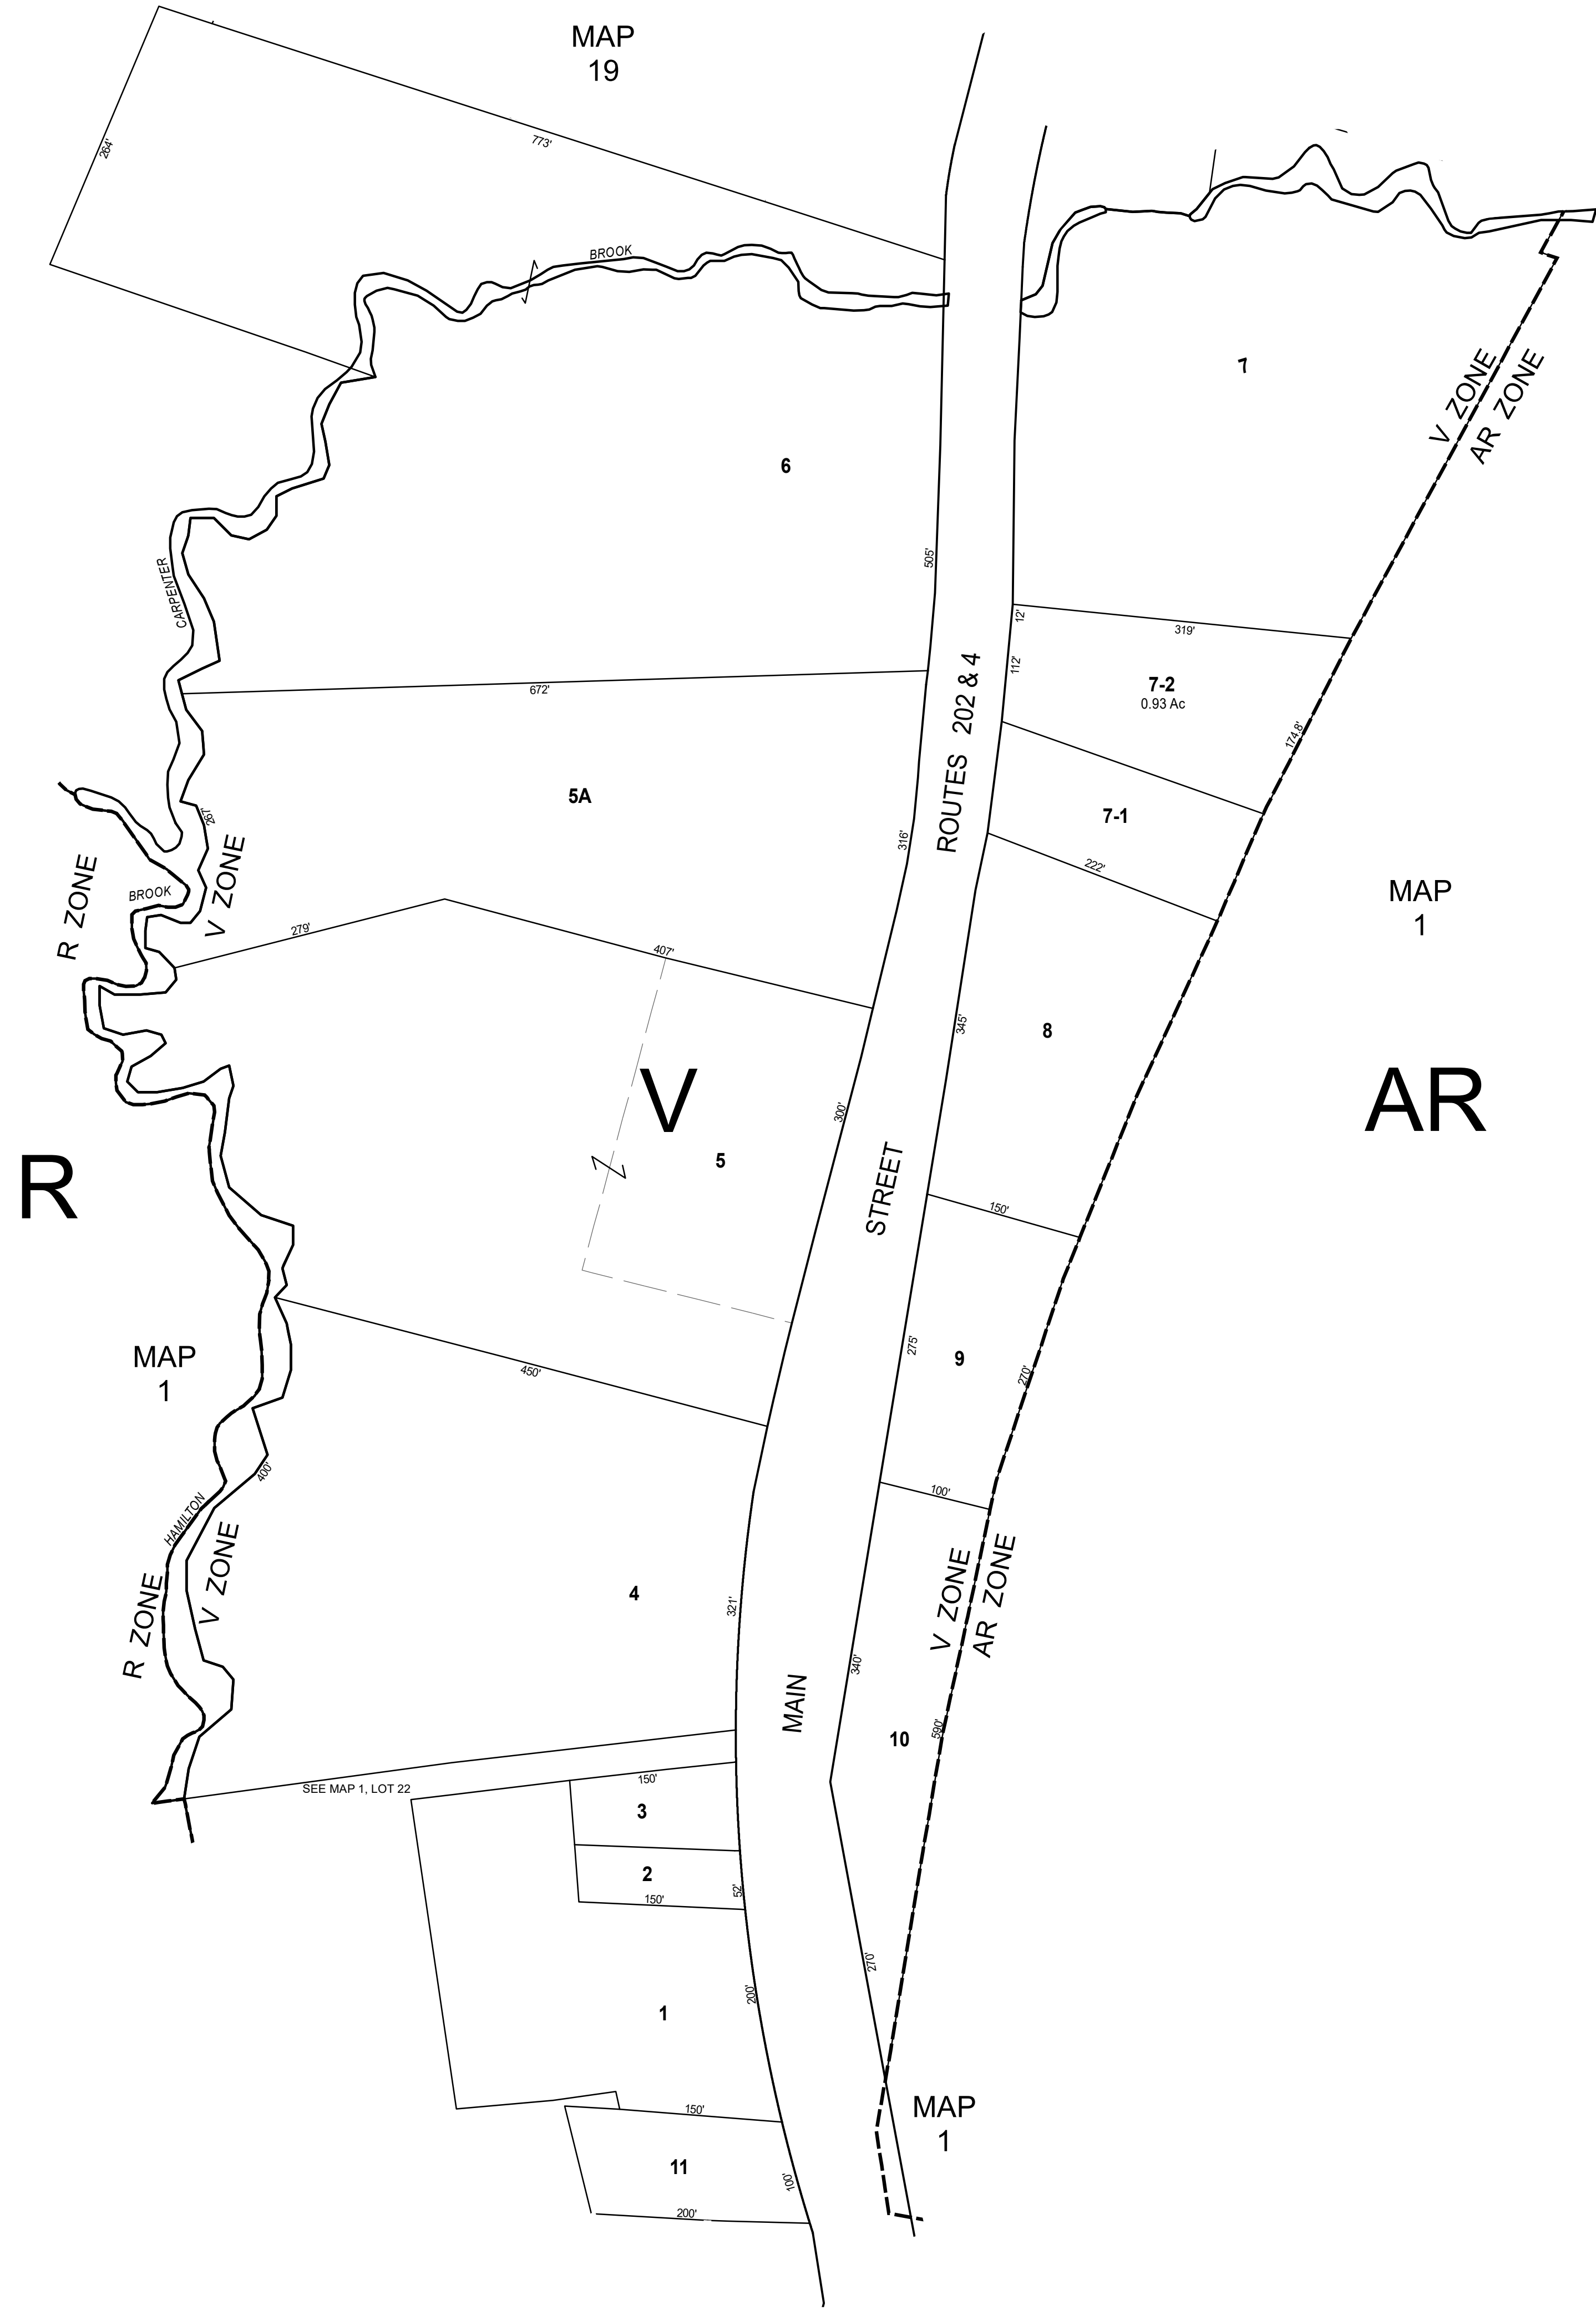 MAP
19
773'
264'
BROOK
7
V ZONE
AR ZONE
6
505'
CARPENTER
12'
319'
112'
7-2
0.93 Ac
672'
174.8'
ROUTES 202 & 4
5A
267'
7-1
316'
222'
R ZONE
BROOK
V ZONE
MAP
1
279'
407'
345'
8
V
AR
300'
5
R
STREET
150'
275'
9
270'
MAP
1
450'
100'
400'
HAMILTON
V ZONE
R ZONE
V ZONE
AR ZONE
4
321'
340'
MAIN
10
590'
150'
SEE MAP 1, LOT 22
3
2
52'
150'
270'
200'
1
MAP
1
150'
11
100'
200'